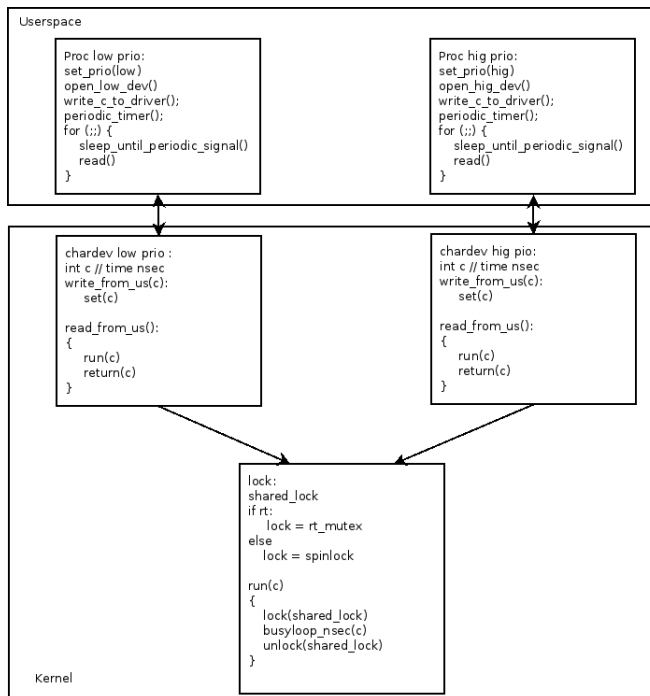 Userspace
Proc low prio:
set_prio(low)
open_low_dev()
write_c_to_driver();
periodic_timer();
for (;;) {
sleep_until_periodic_signal()
read()
}
Proc hig prio:
set_prio(hig)
open_hig_dev()
write_c_to_driver();
periodic_timer();
for (;;) {
sleep_until_periodic_signal()
read()
}
chardev low prio :
int c // time nsec
write_from_us(c):
set(c)
read_from_us():
{
run(c)
return(c)
}
chardev hig pio:
int c // time nsec
write_from_us(c):
set(c)
read_from_us():
{
run(c)
return(c)
}
lock:
shared_lock
if rt:
lock = rt_mutex
else
lock = spinlock
run(c)
{
lock(shared_lock)
busyloop_nsec(c)
unlock(shared_lock)
}
Kernel